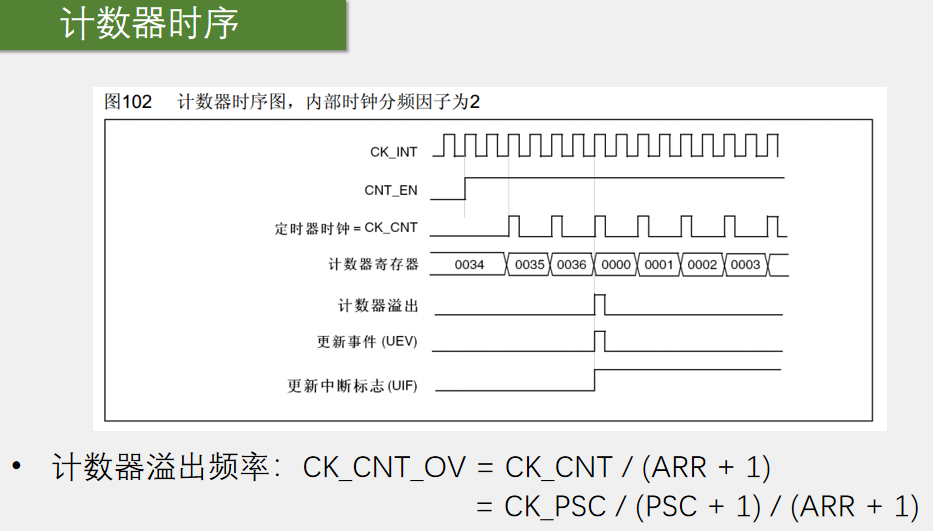 计数器时序
图102 计数器时序图，内部时钟分频因子为2
CK_INT
CNT_EN
定时器时钟 = CK_CNT
计数器寄存器 0034 0035 0036 0000 0001 0002 0003
计数器溢出
更新事件 (UEV)
更新中断标志 (UIF)
• 计数器溢出频率：CK_CNT_OV = CK_CNT / (ARR + 1)
= CK_PSC / (PSC + 1) / (ARR + 1)